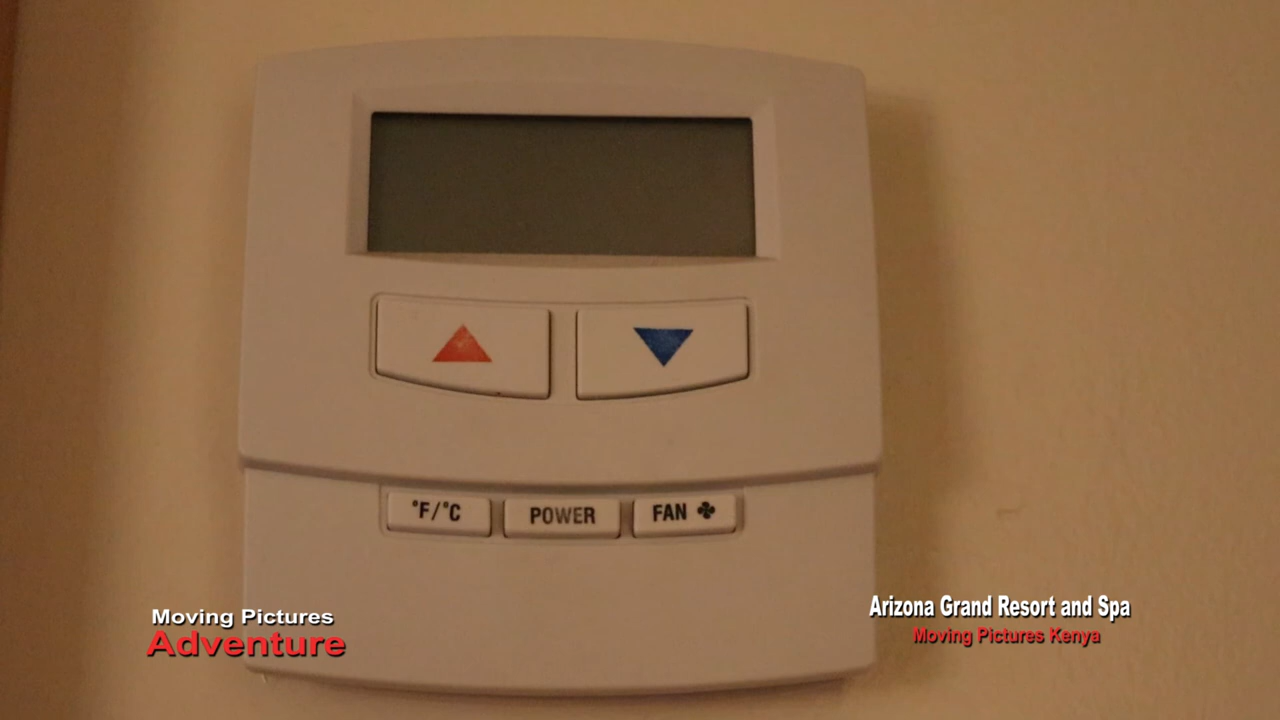 °F/°C
POWER
FAN
Moving Pictures
Adventure
Arizona Grand Resort and Spa
Moving Pictures Kenya